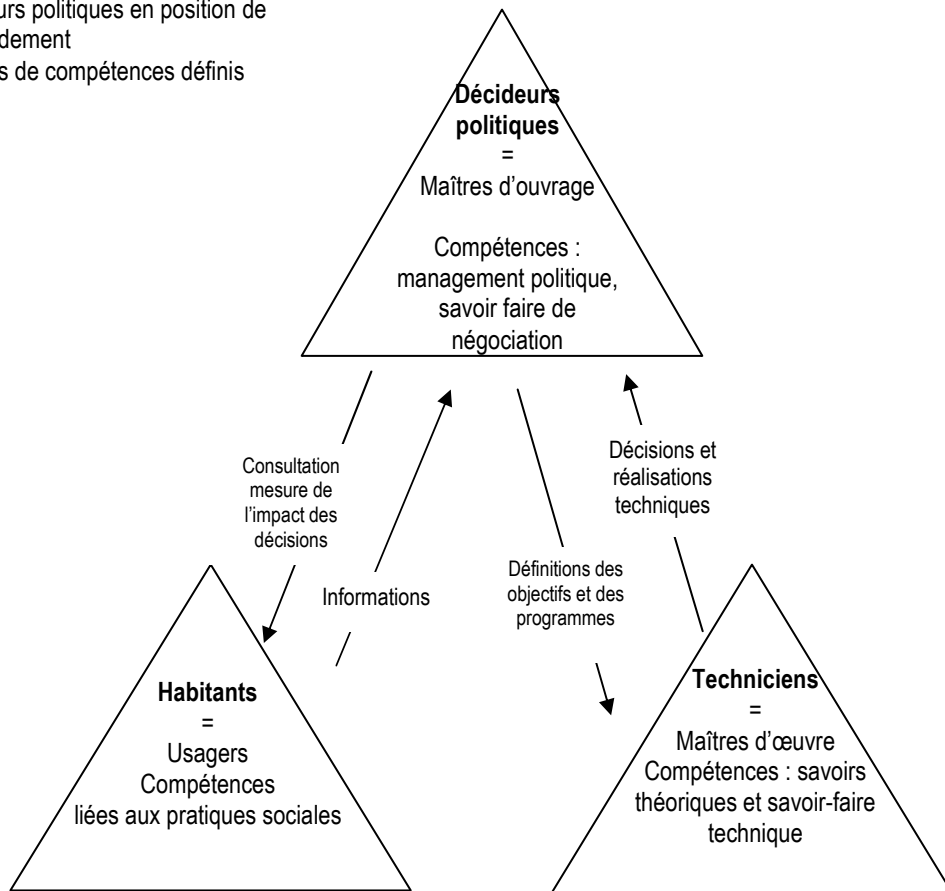 urs politiques en position de
dement
s de compétences définis
Décideurs
politiques
=
Maîtres d’ouvrage
Compétences :
management politique,
savoir faire de
négociation
Consultation
mesure de
l’impact des
décisions
Informations
Définitions des
objectifs et des
programmes
Décisions et
réalisations
techniques
Habitants
=
Usagers
Compétences
liées aux pratiques sociales
Techniciens
=
Maîtres d’œuvre
Compétences : savoirs
théoriques et savoir-faire
technique